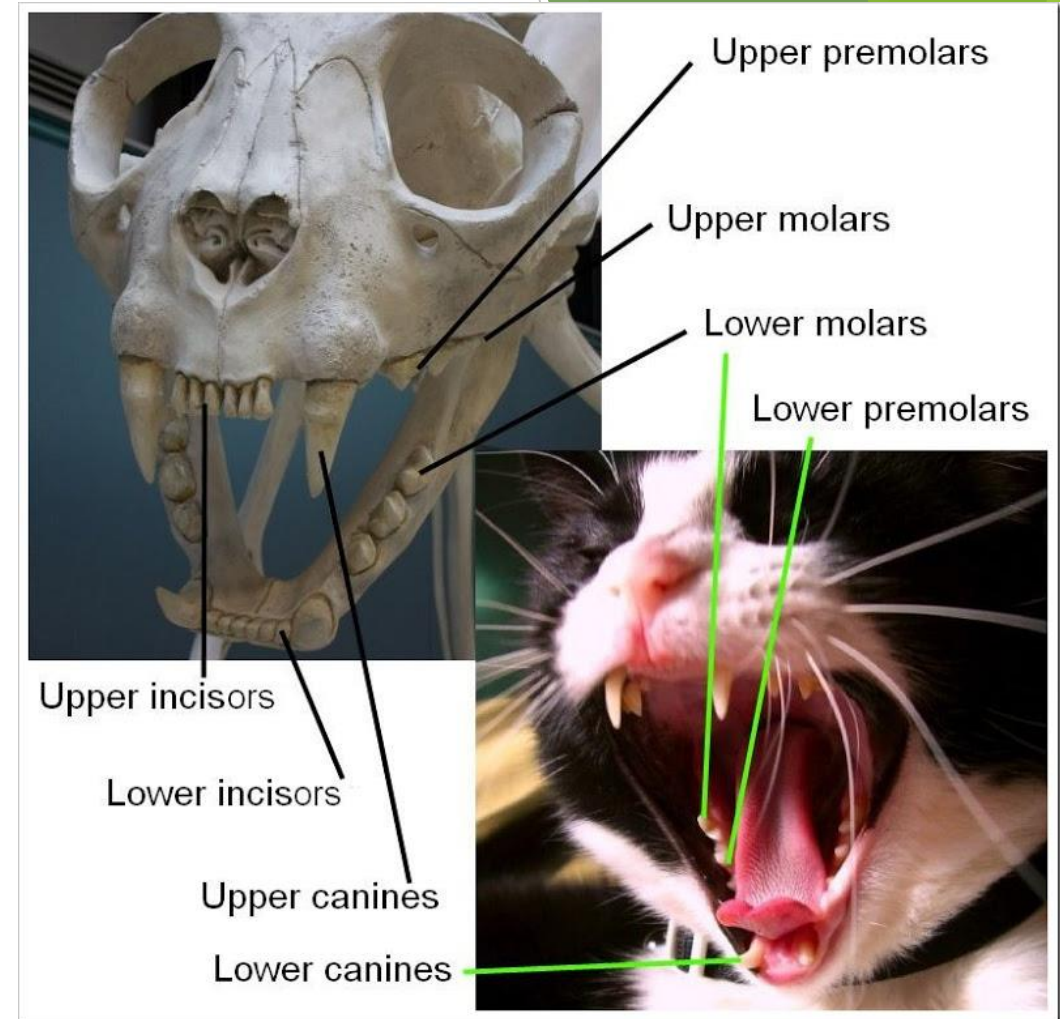 Upper premolars
Upper molars
Lower molars
Lower premolars
Upper incisors
Lower incisors
Upper canines
Lower canines